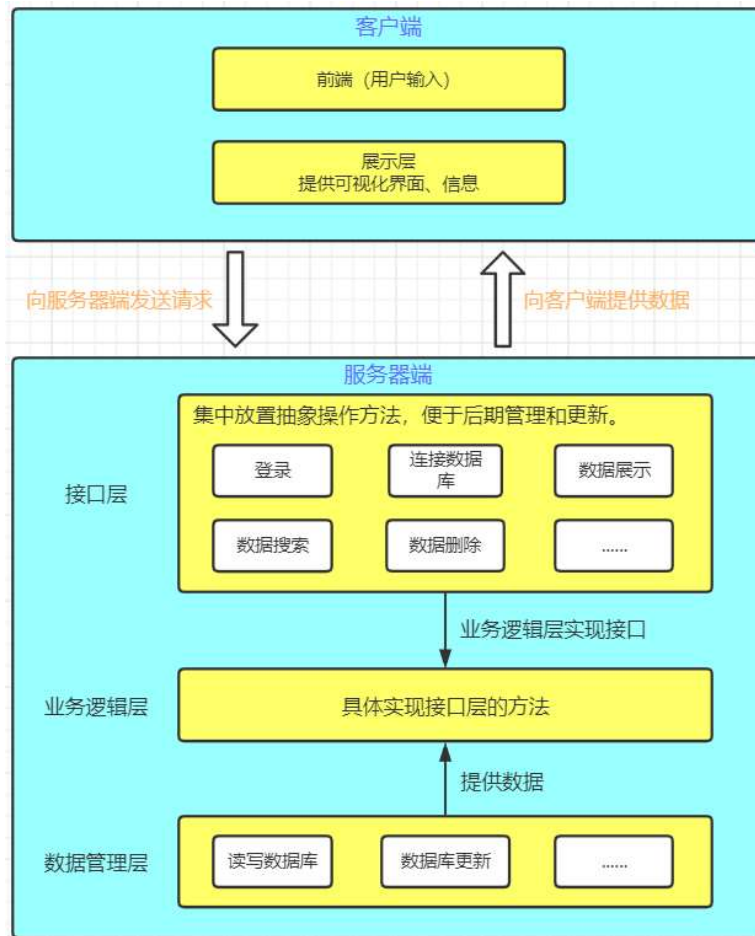 客户端
前端（用户输入）
展示层
提供可视化界面、信息
向服务器端发送请求
向客户端提供数据
服务器端
集中放置抽象操作方法，便于后期管理和更新。
接口层
登录
连接数据
库
数据展示
数据搜索
数据删除
......
业务逻辑层实现接口
业务逻辑层
具体实现接口层的方法
提供数据
数据管理层
读写数据库
数据库更新
......